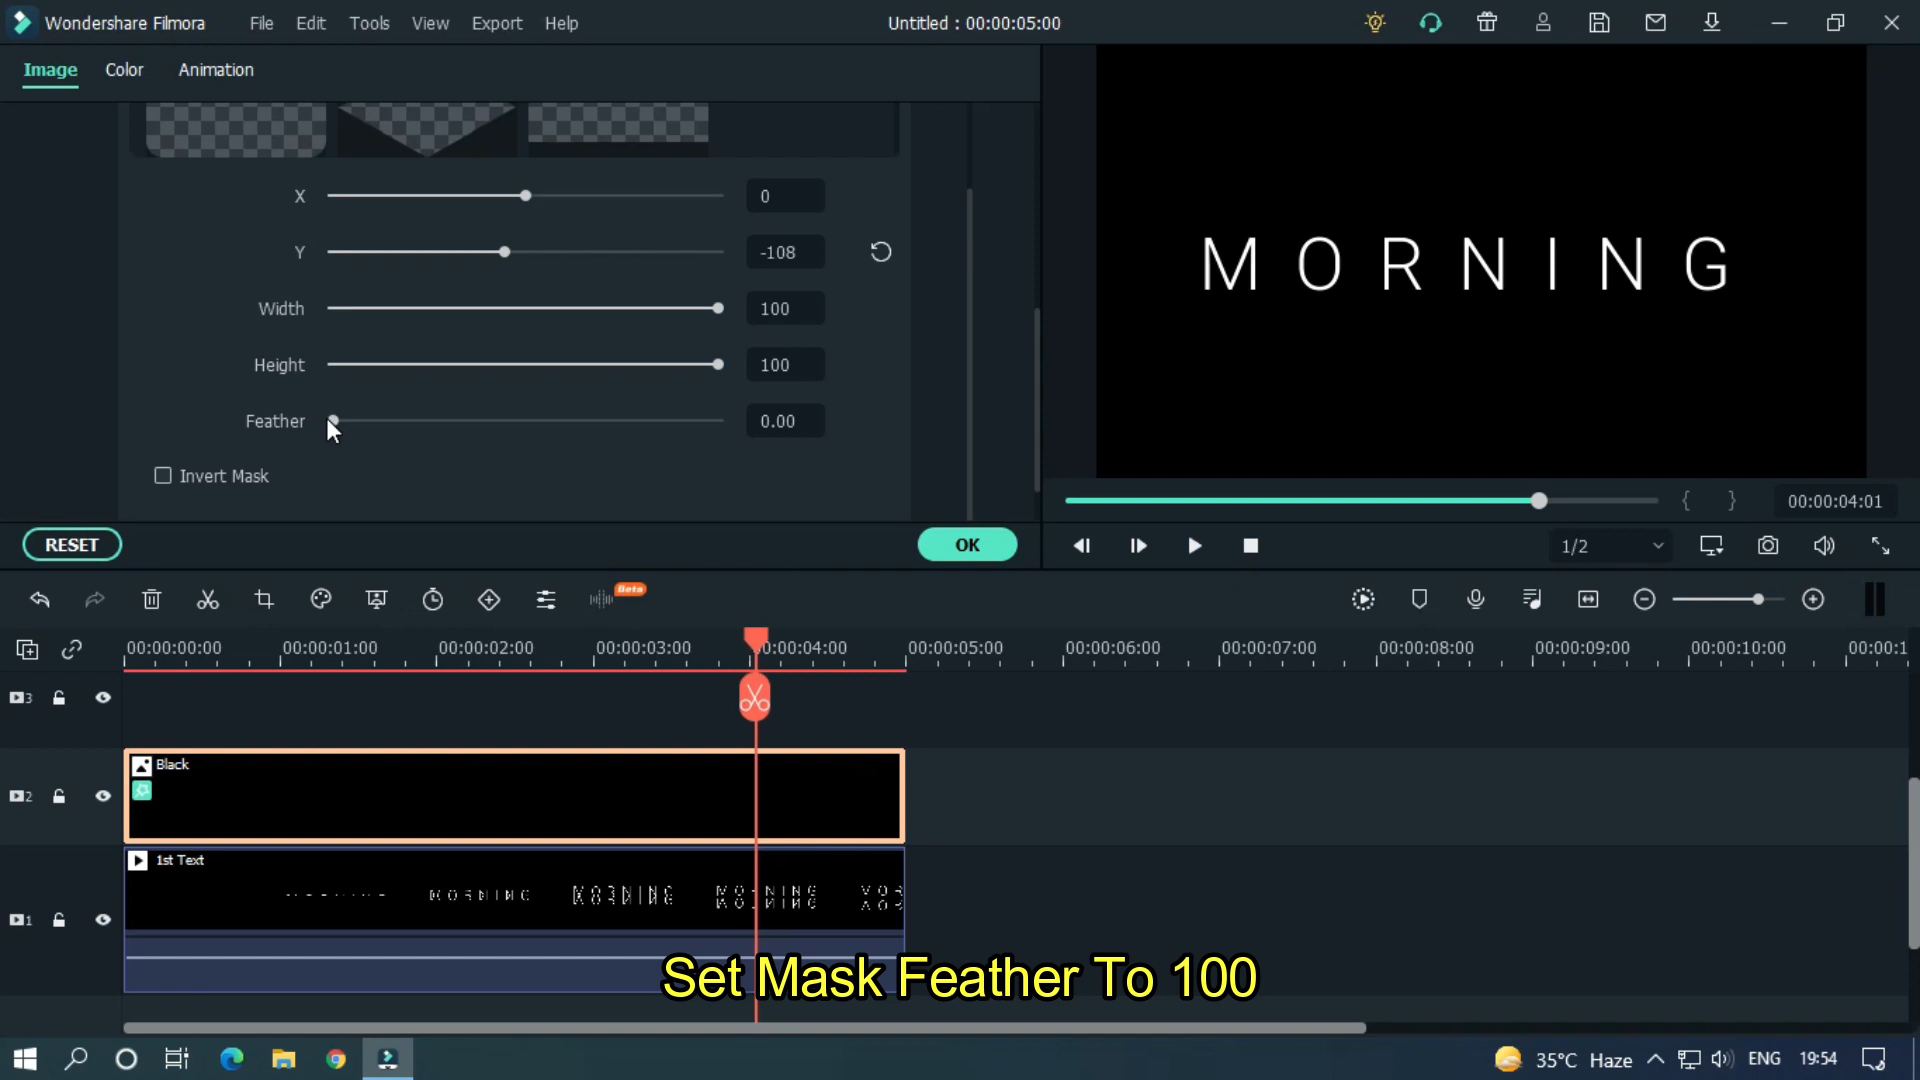 Wondershare Filmora File Edit Tools View Export Help Untitled : 00:00:05:00
Image Color Animation
X 0
Y -108
Width 100
Height 100
Feather 0.00
Invert Mask
MORNING
{ } 00:00:04:01
RESET OK
1/2
Beta
00:00:00:00 00:00:01:00 00:00:02:00 00:00:03:00 00:00:04:00 00:00:05:00 00:00:06:00 00:00:07:00 00:00:08:00 00:00:09:00 00:00:10:00 00:00:1
3
Black
2
1st Text
MORNING
1
Set Mask Feather To 100
35°C Haze ENG 19:54